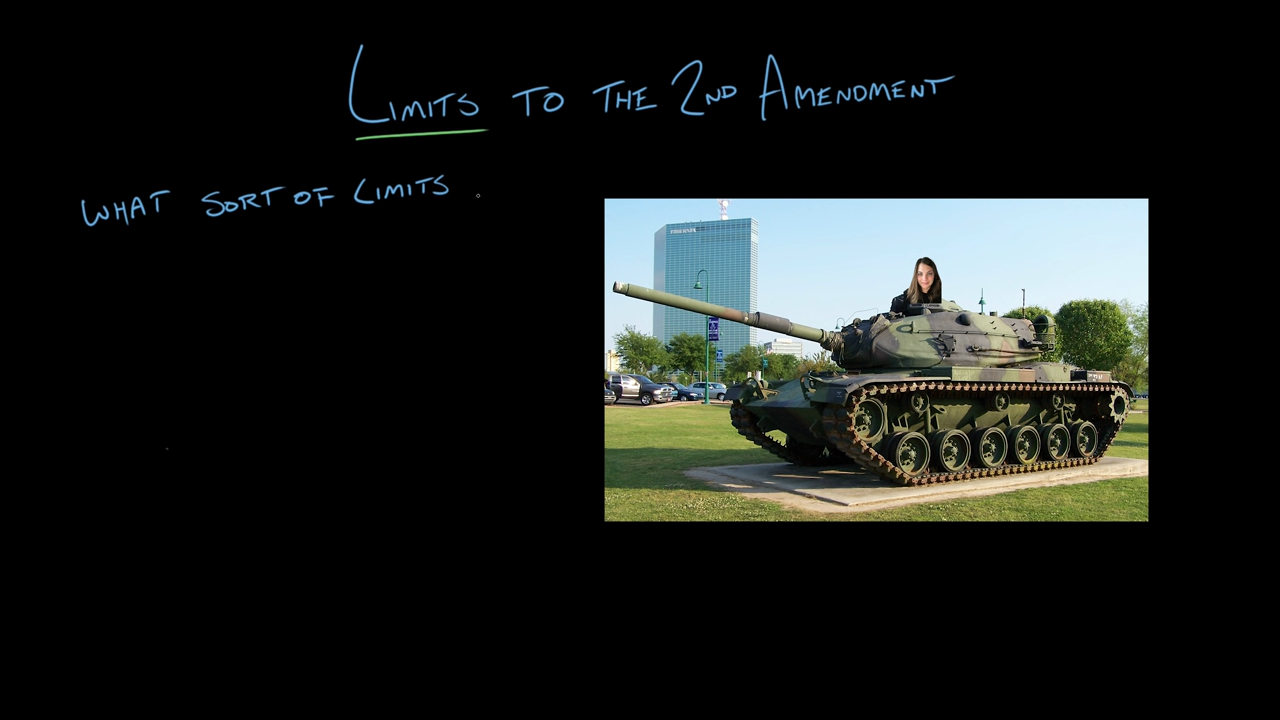 LIMITS TO THE 2ND AMENDMENT
WHAT SORT OF LIMITS